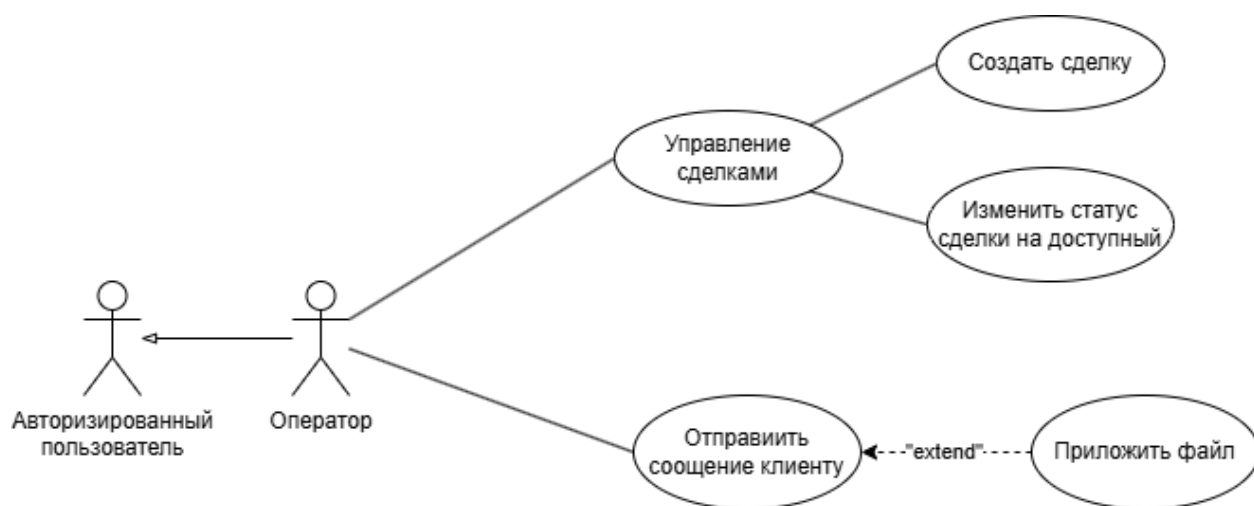 Создать сделку
Управление
сделками
Изменить статус
сделки на доступный
Авторизированный
пользователь
Оператор
Отправиить
соощение клиенту
"extend"
Приложить файл